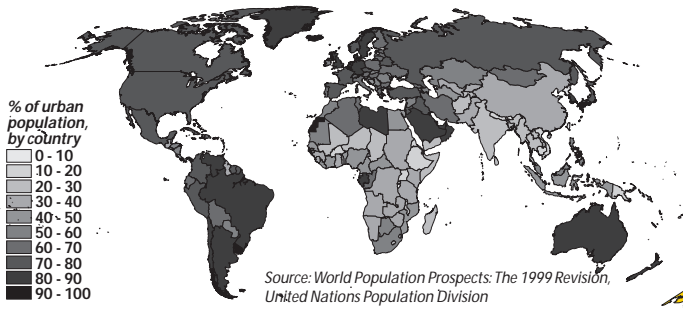 % of urban
population,
by country
0 - 10
10 - 20
20 - 30
30 - 40
40 - 50
50 - 60
60 - 70
70 - 80
80 - 90
90 - 100
Source: World Population Prospects: The 1999 Revision,
United Nations Population Division